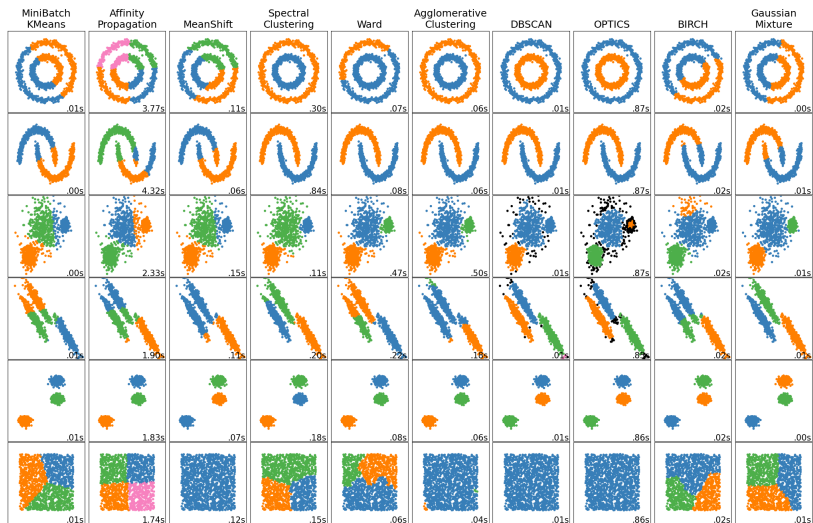 MiniBatch
KMeans
Affinity
Propagation
MeanShift
Spectral
Clustering
Ward
Agglomerative
Clustering
DBSCAN
OPTICS
BIRCH
Gaussian
Mixture
.01s 3.77s .11s .30s .07s .06s .01s .87s .02s .00s
.00s 4.32s .06s .84s .08s .06s .01s .87s .02s .01s
.00s 2.33s .15s .11s .47s .50s .01s .87s .02s .01s
.01s 1.90s .11s .20s .22s .18s .01s .02s .01s
.01s 1.83s .07s .18s .08s .06s .01s .86s .02s .00s
.01s 1.74s .12s .15s .06s .04s .01s .86s .02s .01s